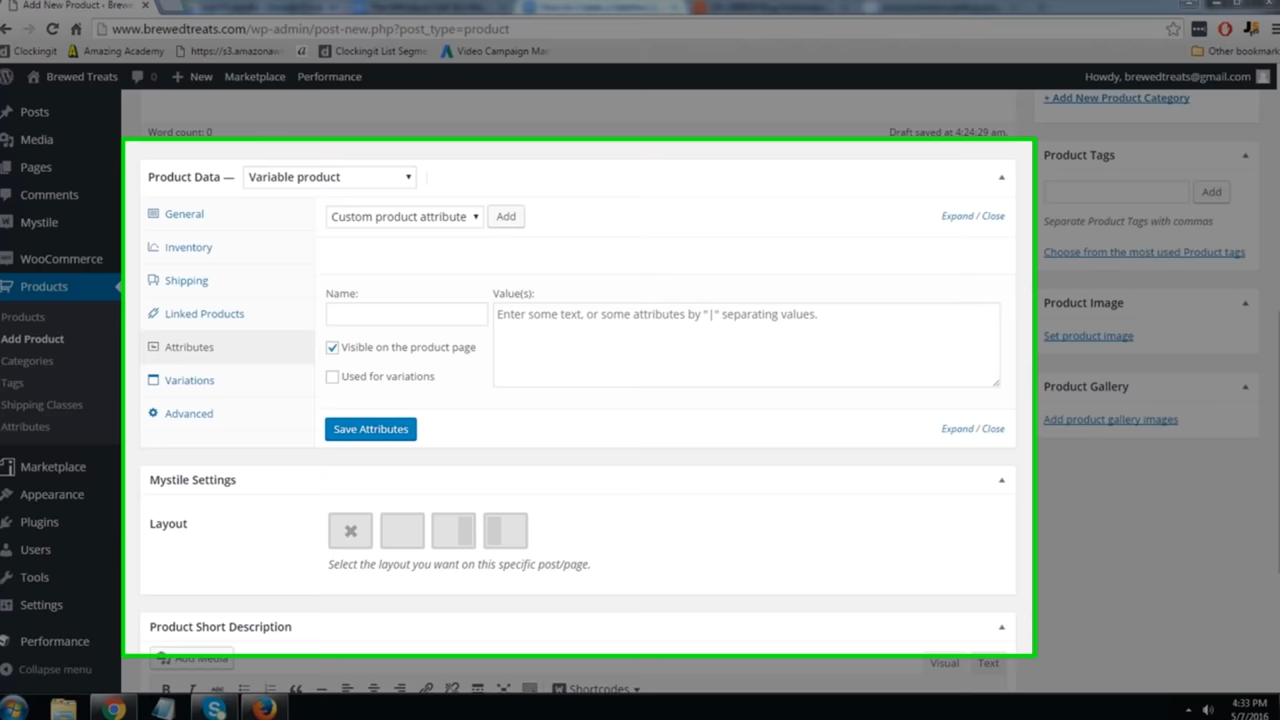 Add New Product ‹ Brewe
www.brewedtreats.com/wp-admin/post-new.php?post_type=product
Clockingit
Amazing Academy
https://s3.amazonaw
a
Clockingit List Segme
Video Campaign Ma
Other bookmark
Brewed Treats
0
New
Marketplace
Performance
Howdy, brewedtreats@gmail.com
Posts
Media
Pages
Comments
Mystile
WooCommerce
Products
Products
Add Product
Categories
Tags
Shipping Classes
Attributes
Marketplace
Appearance
Plugins
Users
Tools
Settings
Performance
Collapse menu
Word count: 0
Draft saved at 4:24:29 am.
Product Data —
Variable product
General
Inventory
Shipping
Linked Products
Attributes
Variations
Advanced
Custom product attribute
Add
Expand / Close
Name:
Value(s):
Enter some text, or some attributes by "|" separating values.
Visible on the product page
Used for variations
Save Attributes
Expand / Close
Mystile Settings
Layout
Select the layout you want on this specific post/page.
Product Short Description
Add Media
Visual
Text
B
I
ABC
Shortcodes
+ Add New Product Category
Product Tags
Add
Separate Product Tags with commas
Choose from the most used Product tags
Product Image
Set product image
Product Gallery
Add product gallery images
4:33 PM
5/7/2016